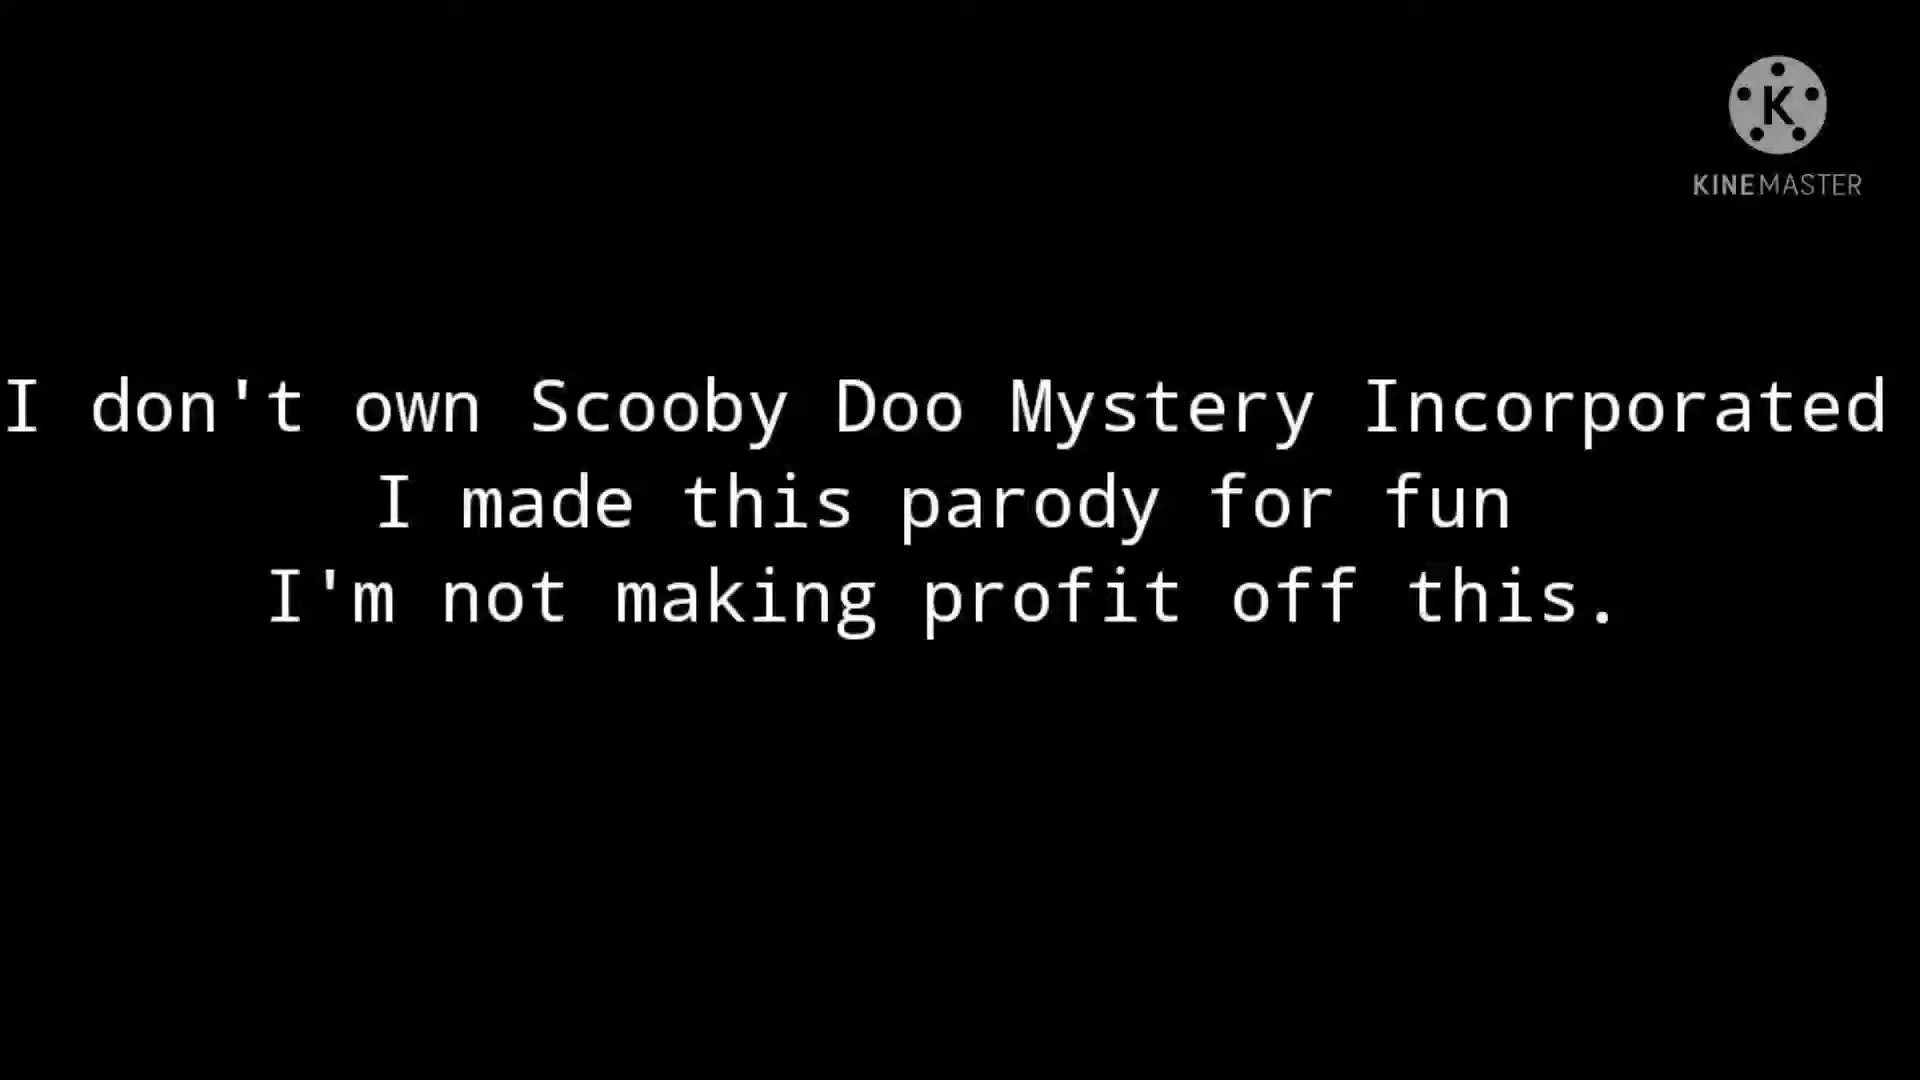 K
KINEMASTER
I don't own Scooby Doo Mystery Incorporated
I made this parody for fun
I'm not making profit off this.